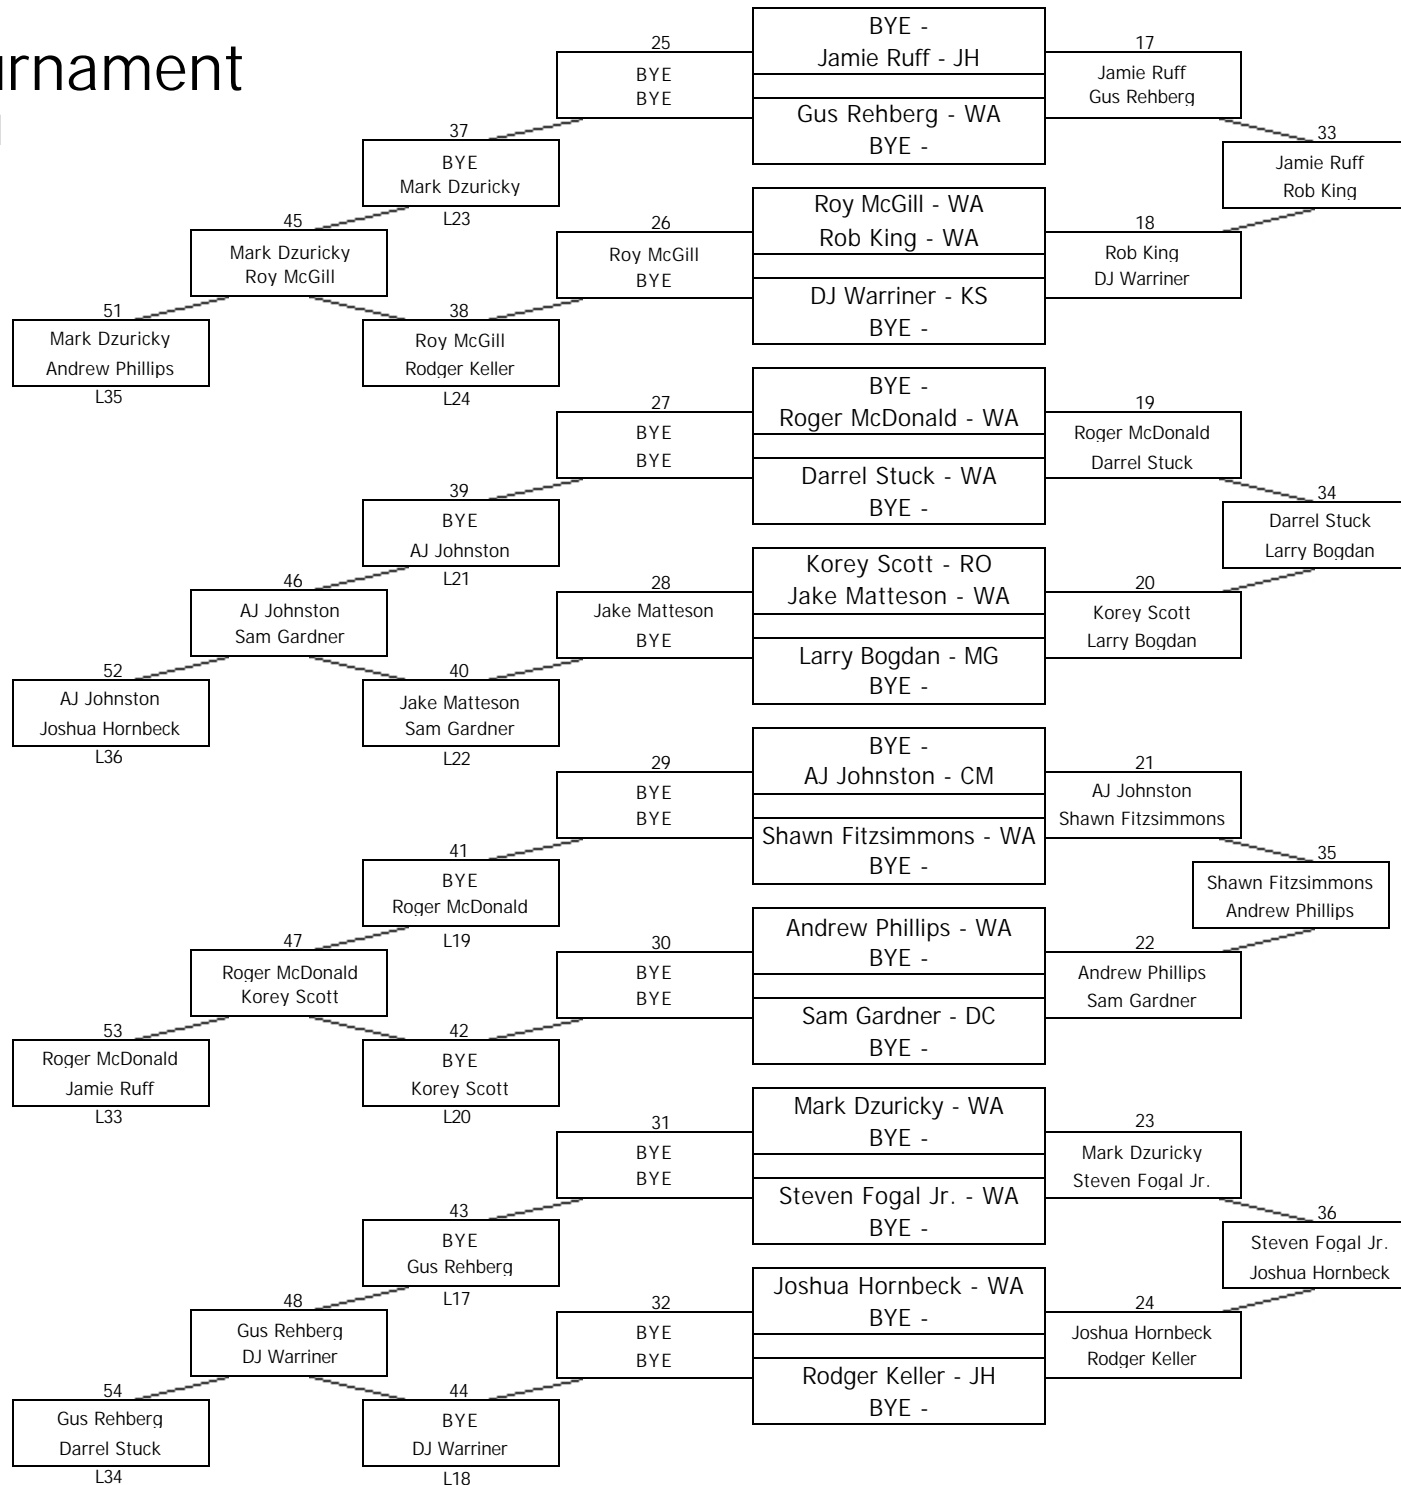 urnament
25
BYE
BYE
37
BYE
Mark Dzuricky
L23
45
Mark Dzuricky
Roy McGill
26
Roy McGill
BYE
51
Mark Dzuricky
Andrew Phillips
L35
38
Roy McGill
Rodger Keller
L24
27
BYE
BYE
39
BYE
AJ Johnston
L21
46
AJ Johnston
Sam Gardner
28
Jake Matteson
BYE
52
AJ Johnston
Joshua Hornbeck
L36
40
Jake Matteson
Sam Gardner
L22
29
BYE
BYE
41
BYE
Roger McDonald
L19
47
Roger McDonald
Korey Scott
30
BYE
BYE
53
Roger McDonald
Jamie Ruff
L33
42
BYE
Korey Scott
L20
31
BYE
BYE
43
BYE
Gus Rehberg
L17
48
Gus Rehberg
DJ Warriner
32
BYE
BYE
54
Gus Rehberg
Darrel Stuck
L34
44
BYE
DJ Warriner
L18
BYE -
Jamie Ruff - JH
Gus Rehberg - WA
BYE -
Roy McGill - WA
Rob King - WA
DJ Warriner - KS
BYE -
BYE -
Roger McDonald - WA
Darrel Stuck - WA
BYE -
Korey Scott - RO
Jake Matteson - WA
Larry Bogdan - MG
BYE -
BYE -
AJ Johnston - CM
Shawn Fitzsimmons - WA
BYE -
Andrew Phillips - WA
BYE -
Sam Gardner - DC
BYE -
Mark Dzuricky - WA
BYE -
Steven Fogal Jr. - WA
BYE -
Joshua Hornbeck - WA
BYE -
Rodger Keller - JH
BYE -
17
Jamie Ruff
Gus Rehberg
33
Jamie Ruff
Rob King
18
Rob King
DJ Warriner
19
Roger McDonald
Darrel Stuck
34
Darrel Stuck
Larry Bogdan
20
Korey Scott
Larry Bogdan
21
AJ Johnston
Shawn Fitzsimmons
35
Shawn Fitzsimmons
Andrew Phillips
22
Andrew Phillips
Sam Gardner
23
Mark Dzuricky
Steven Fogal Jr.
36
Steven Fogal Jr.
Joshua Hornbeck
24
Joshua Hornbeck
Rodger Keller